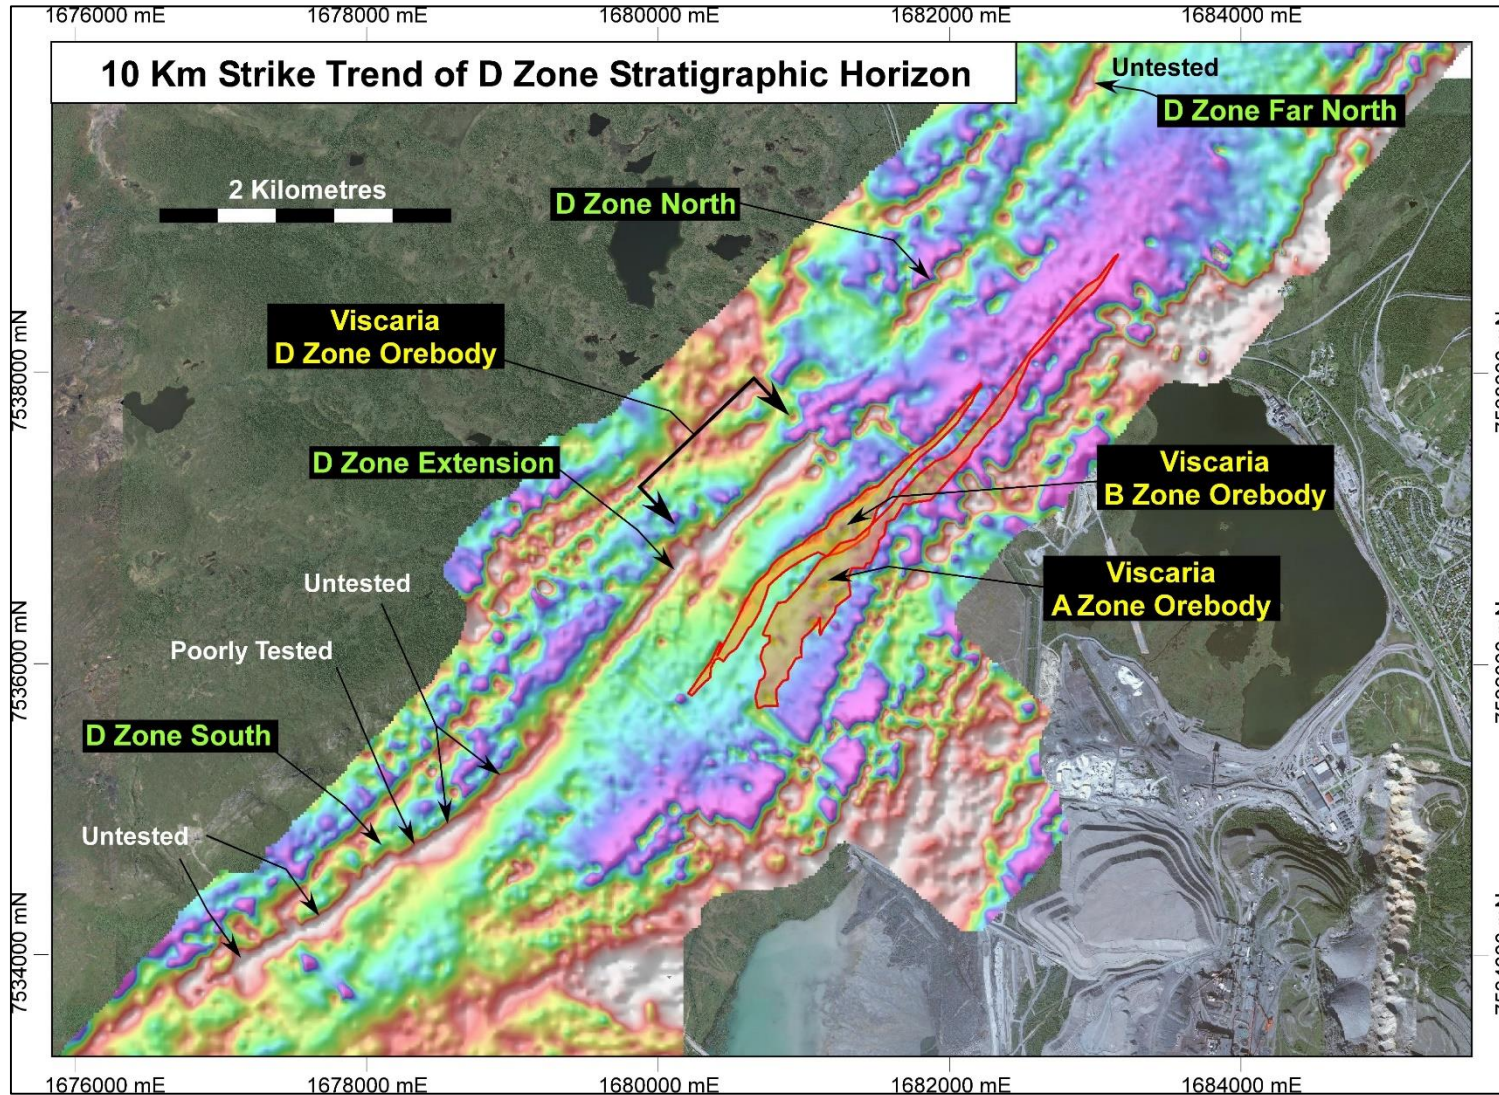 1676000 mE
1678000 mE
1680000 mE
1682000 mE
1684000 mE
10 Km Strike Trend of D Zone Stratigraphic Horizon
Untested
D Zone Far North
2 Kilometres
D Zone North
Viscaria
D Zone Orebody
7538000 mN
D Zone Extension
Viscaria
B Zone Orebody
Viscaria
A Zone Orebody
Untested
Poorly Tested
7536000 mN
D Zone South
Untested
7534000 mN
1676000 mE
1678000 mE
1680000 mE
1682000 mE
1684000 mE